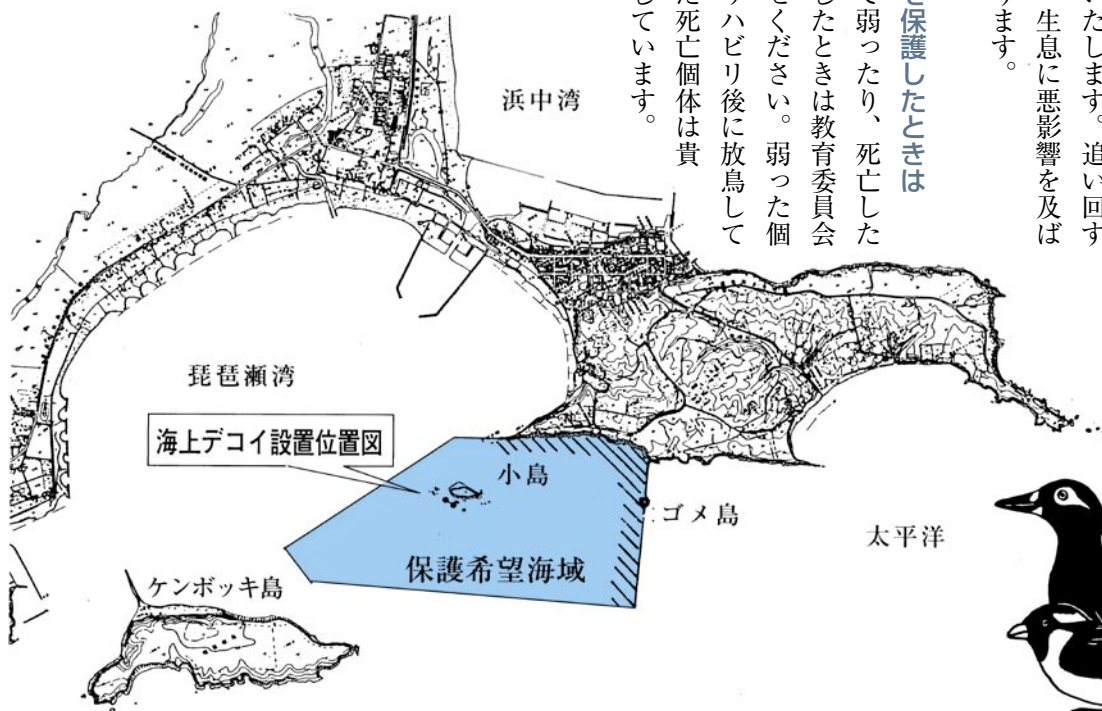 いたします。追い回す
生息に悪影響を及ぼ
ます。
を保護したときは
て弱ったり、死亡した
したときは教育委員会
ください。弱った個
リハビリ後に放鳥して
た死亡個体は貴
しています。
浜中湾
琵琶瀬湾
海上デコイ設置位置図
小島
ゴメ島
太平洋
保護希望海域
ケンボッキ島